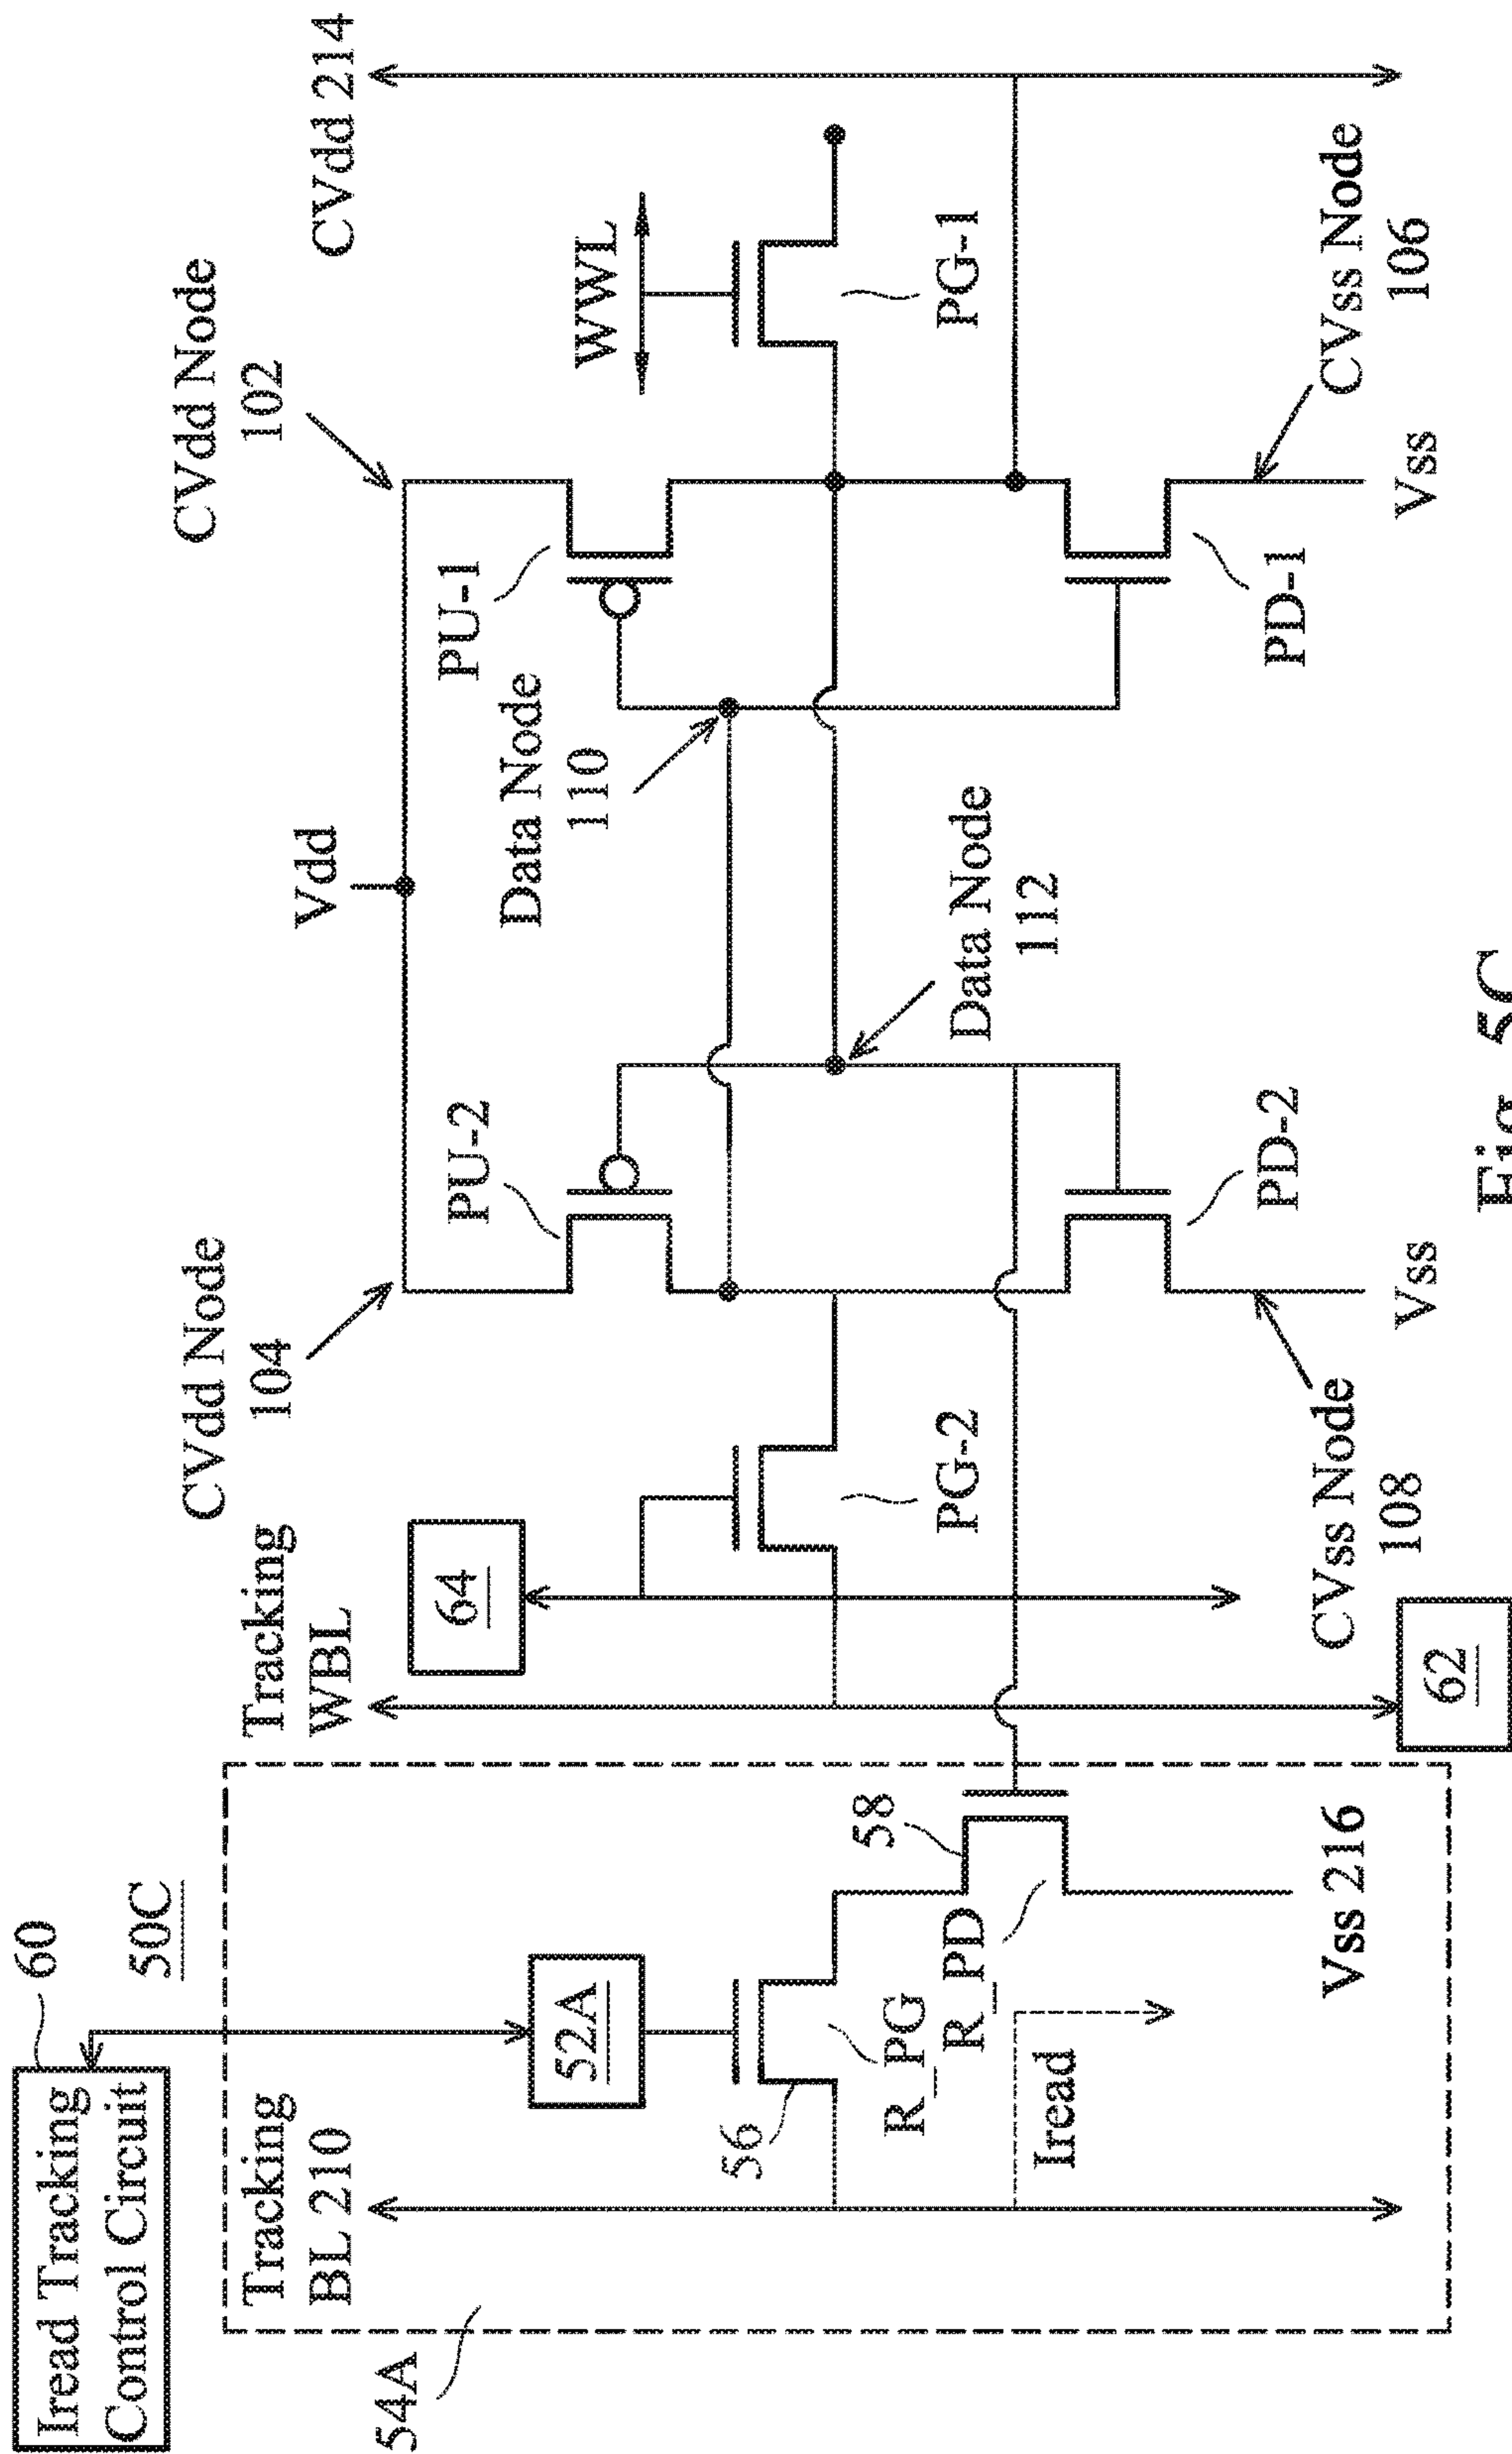 Iread Tracking
Control Circuit
60
50C
54A
Tracking
BL 210
52A
56
R_PG
58
R_PD
Iread
Vss 216
Tracking
WBL
64
62
CVdd Node
104
PU-2
PG-2
PD-2
CVss Node
108
Vss
Vdd
Data Node
110
Data Node
112
CVdd Node
102
PU-1
WWL
PG-1
PD-1
CVss Node
106
Vss
CVdd 214
Fig. 5C